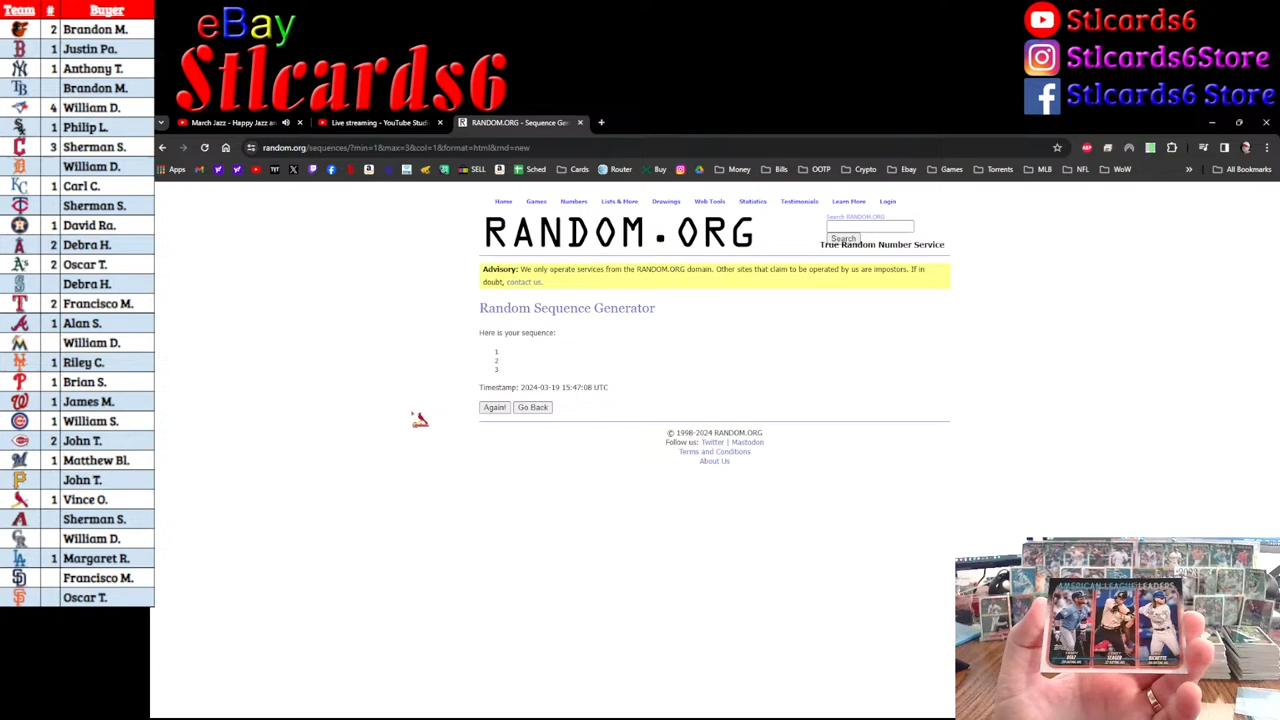 Team # Buyer
2 Brandon M.
1 Justin Pa.
1 Anthony T.
Brandon M.
4 William D.
1 Philip L.
3 Sherman S.
William D.
1 Carl C.
Sherman S.
1 David Ra.
2 Debra H.
2 Oscar T.
Debra H.
2 Francisco M.
1 Alan S.
William D.
1 Riley C.
1 Brian S.
1 James M.
1 William S.
2 John T.
1 Matthew Bl.
John T.
1 Vince O.
Sherman S.
William D.
1 Margaret R.
Francisco M.
Oscar T.
eBay
Stlcards6
Stlcards6
Stlcards6Store
Stlcards6 Store
March Jazz - Happy Jazz an
Live streaming - YouTube Studi
RANDOM.ORG - Sequence Gen
random.org/sequences/?min=1&max=3&col=1&format=html&rnd=new
Apps
TNT
SELL
Sched
Cards
Router
Buy
Money
Bills
OOTP
Crypto
Ebay
Games
Torrents
MLB
NFL
WoW
All Bookmarks
Home Games Numbers Lists & More Drawings Web Tools Statistics Testimonials Learn More Login
RANDOM.ORG
Search RANDOM.ORG
Search
True Random Number Service
Advisory: We only operate services from the RANDOM.ORG domain. Other sites that claim to be operated by us are impostors. If in
doubt, contact us.
Random Sequence Generator
Here is your sequence:
1
2
3
Timestamp: 2024-03-19 15:47:08 UTC
Again! Go Back
© 1998-2024 RANDOM.ORG
Follow us: Twitter | Mastodon
Terms and Conditions
About Us
AMERICAN LEAGUE LEADERS
DIAZ
SEAGER
BICHETTE